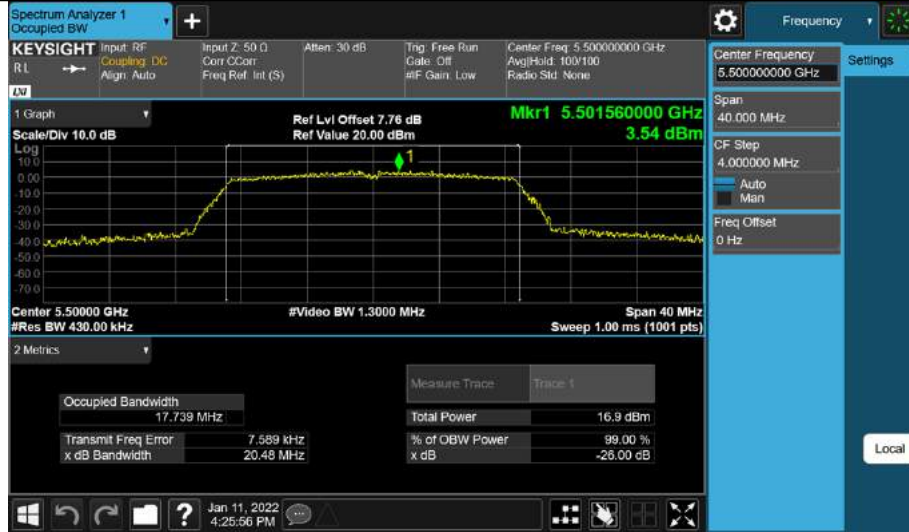 Spectrum Analyzer 1
Occupied BW
+
Frequency
KEYSIGHT
RL
LXI
Input: RF
Coupling: DC
Align: Auto
Input Z: 50 Ω
Corr CCorr
Freq Ref: Int (S)
Atten: 30 dB
Trig: Free Run
Gate: Off
#IF Gain: Low
Center Freq: 5.500000000 GHz
Avg|Hold: 100/100
Radio Std: None
Center Frequency
5.500000000 GHz
Settings
Span
40.000 MHz
CF Step
4.000000 MHz
Auto
Man
Freq Offset
0 Hz
Local
1 Graph
Scale/Div 10.0 dB
Ref Lvl Offset 7.76 dB
Ref Value 20.00 dBm
Mkr1 5.501560000 GHz
3.54 dBm
Log
10.0
0.00
-10.0
-20.0
-30.0
-40.0
-50.0
-60.0
-70.0
1
Center 5.50000 GHz
#Video BW 1.3000 MHz
Span 40 MHz
#Res BW 430.00 kHz
Sweep 1.00 ms (1001 pts)
2 Metrics
Measure Trace
Trace 1
Occupied Bandwidth
17.739 MHz
Total Power
16.9 dBm
Transmit Freq Error
7.589 kHz
% of OBW Power
99.00 %
x dB Bandwidth
20.48 MHz
x dB
-26.00 dB
?
Jan 11, 2022
4:25:56 PM